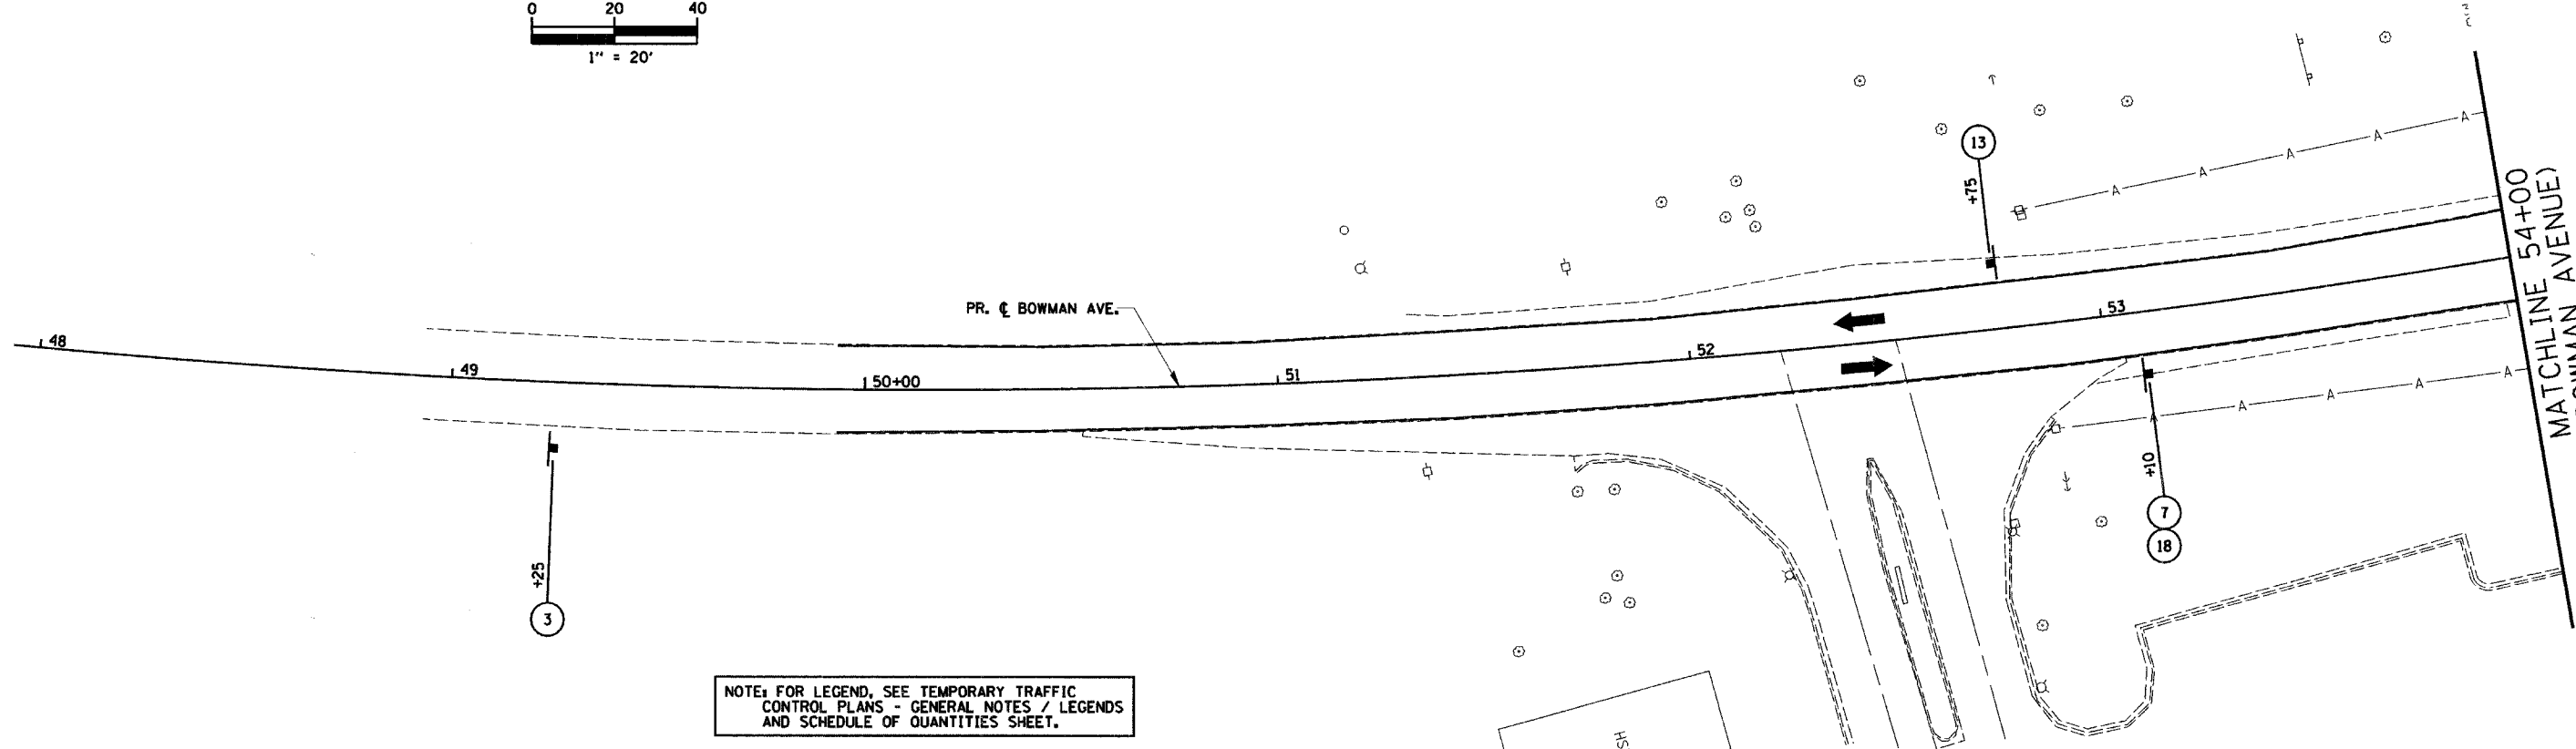 0 20 40
1" = 20'
13
+75
A A A A A
MATCHLINE 54+00
BOWMAN AVENUE)
PR. ℄ BOWMAN AVE.
48
49
50+00
51
52
53
A A A A A
+25
3
+10
7
18
NOTE: FOR LEGEND, SEE TEMPORARY TRAFFIC
CONTROL PLANS - GENERAL NOTES / LEGENDS
AND SCHEDULE OF QUANTITIES SHEET.
HS